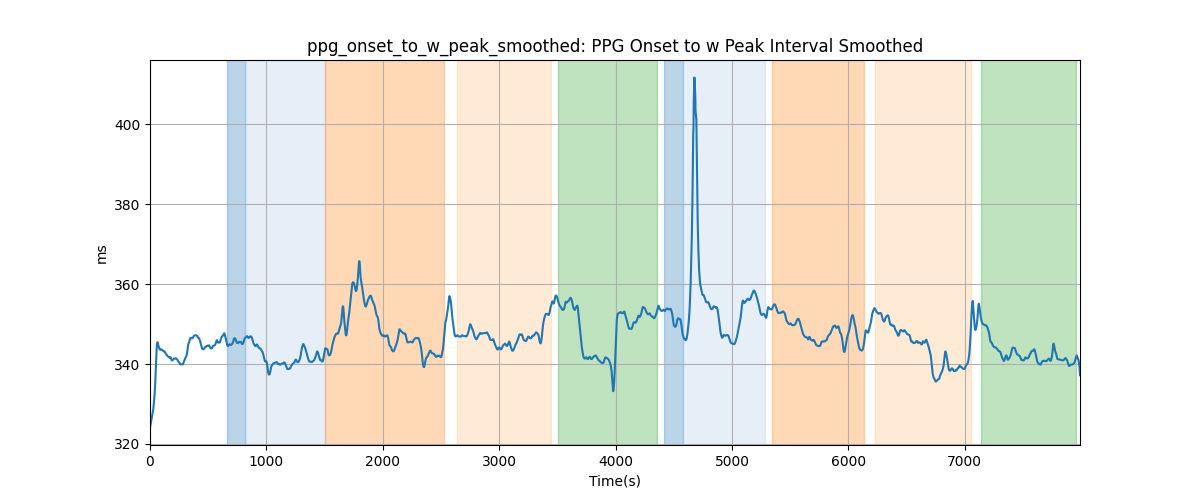 ppg_onset_to_w_peak_smoothed: PPG Onset to w Peak Interval Smoothed
400
380
360
340
320
ms
0 1000 2000 3000 4000 5000 6000 7000
Time(s)